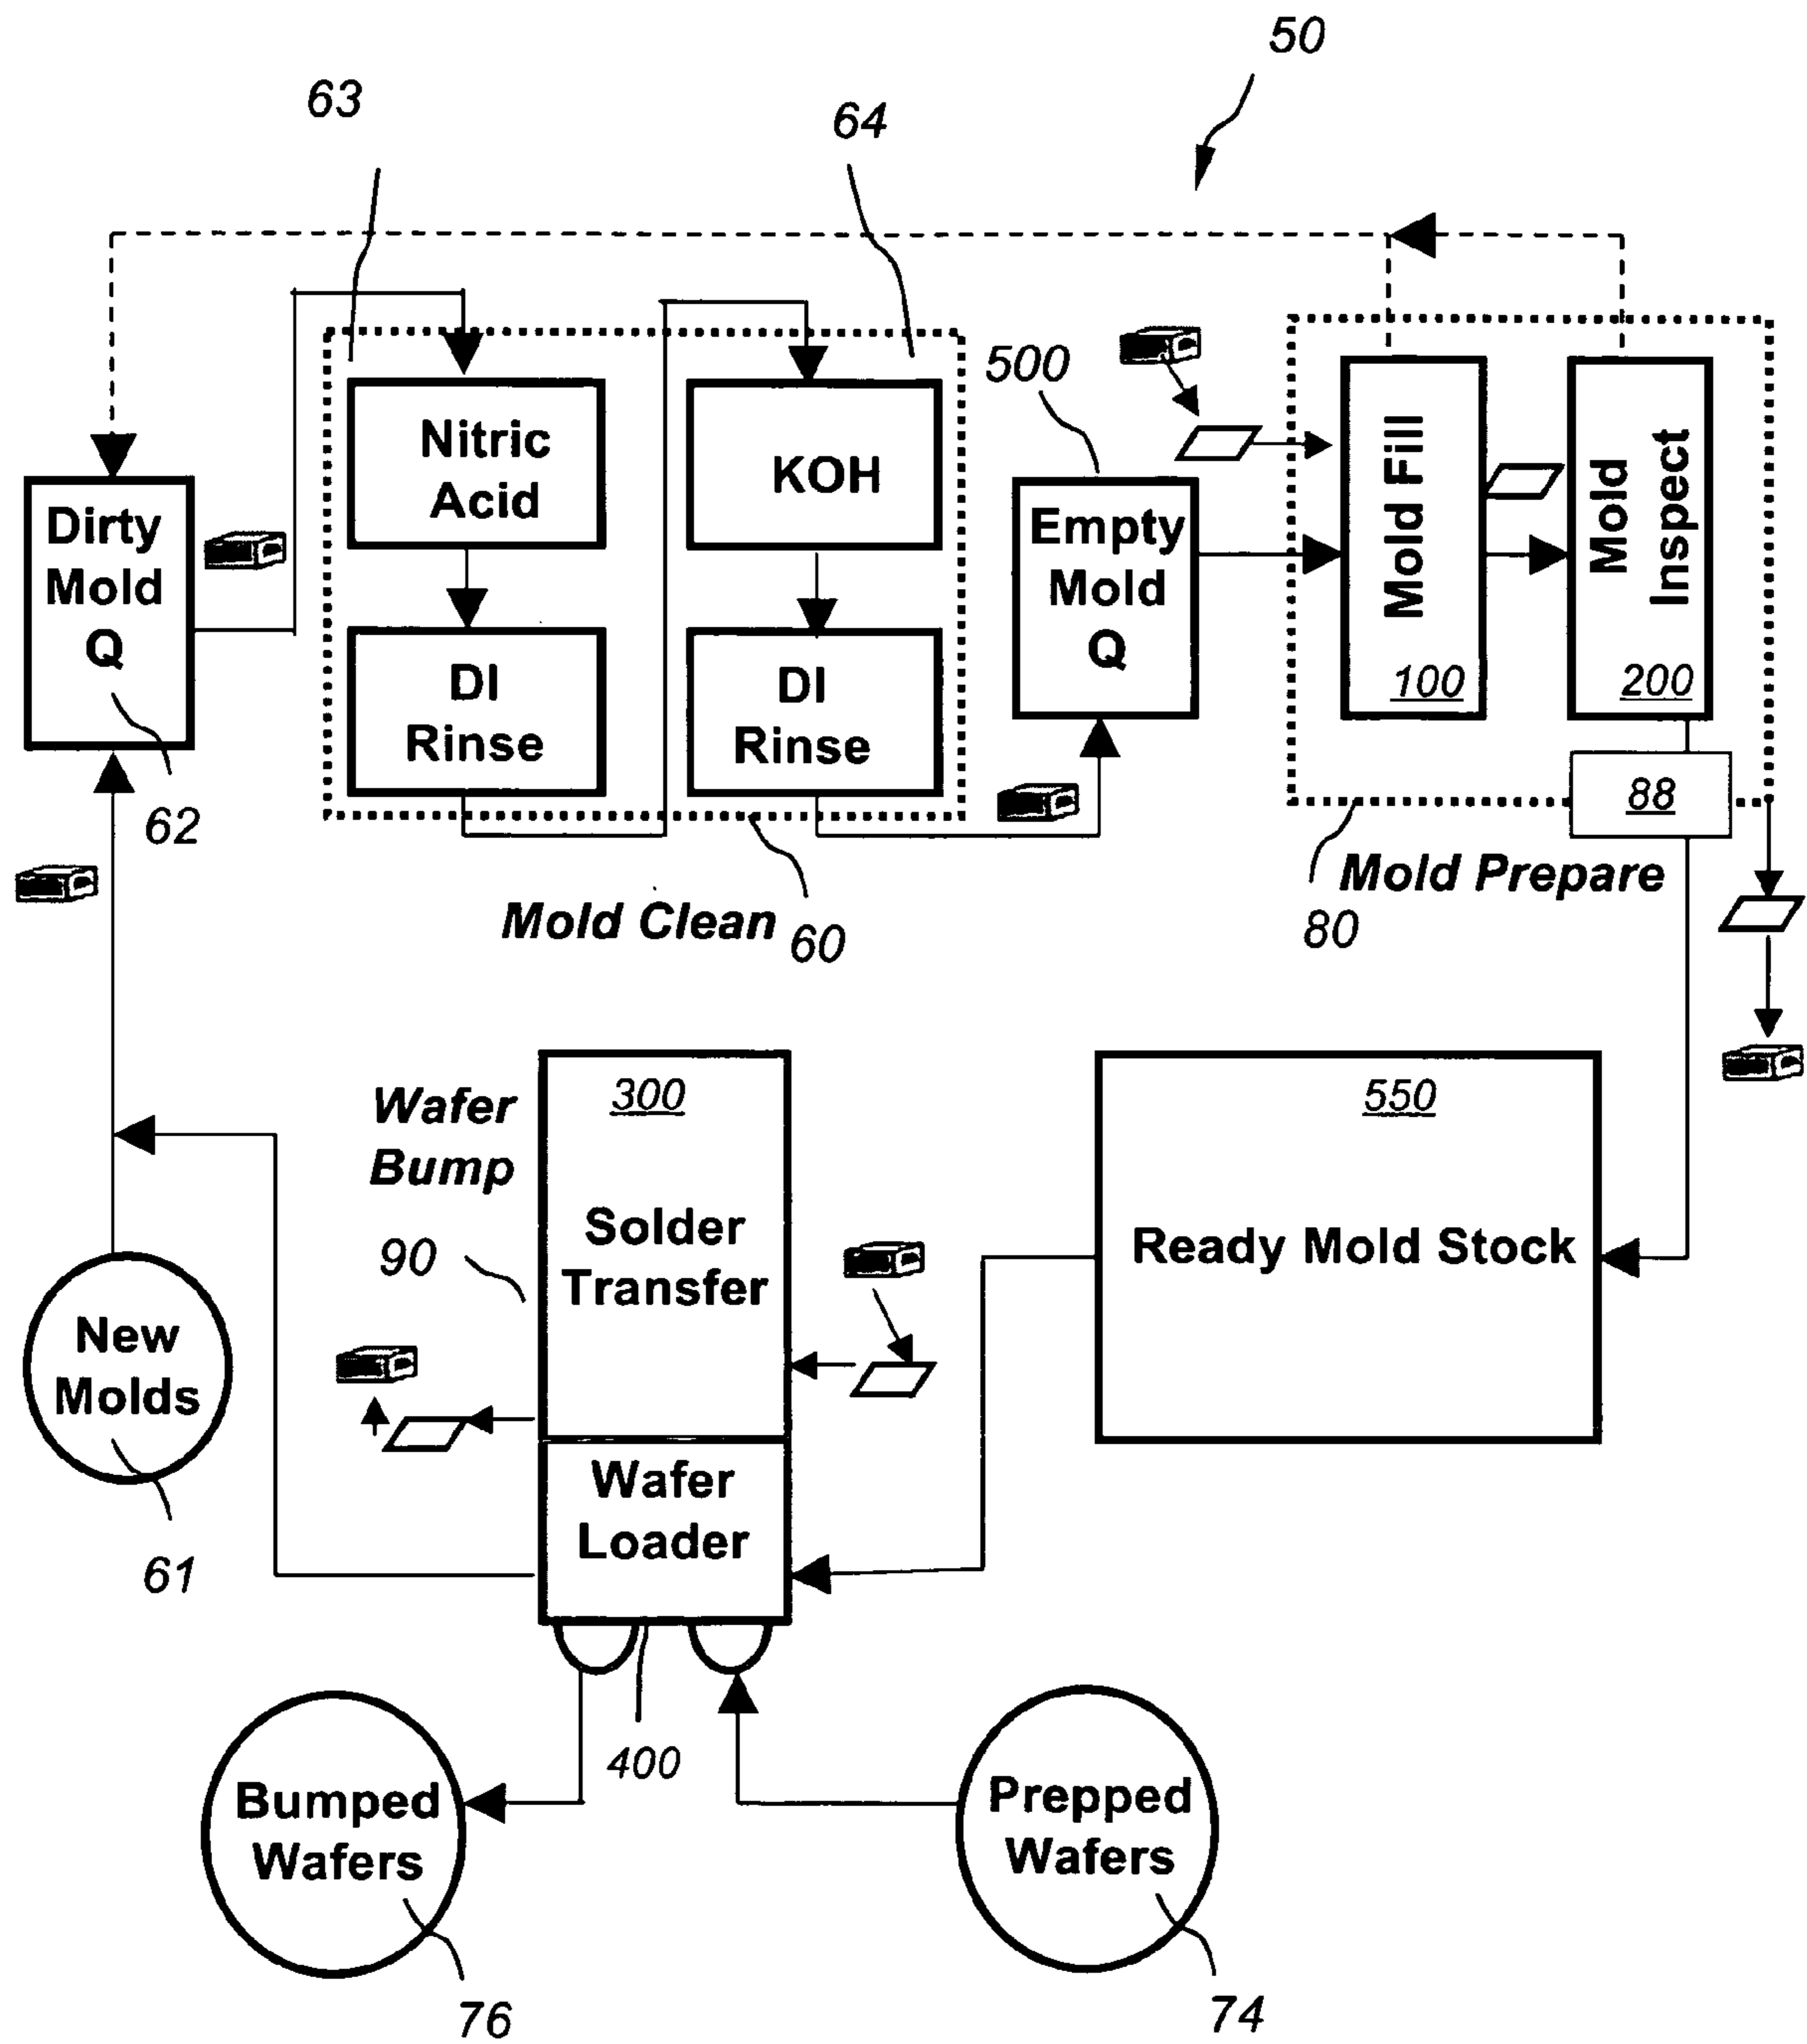 50
63
64
Nitric
Acid
KOH
500
Dirty
Mold
Q
62
DI
Rinse
DI
Rinse
Empty
Mold
Q
Mold Fill
100
Mold
Inspect
200
88
Mold Clean
60
Mold Prepare
80
Wafer
Bump
90
300
Solder
Transfer
550
Ready Mold Stock
New
Molds
61
Wafer
Loader
400
Bumped
Wafers
76
Prepped
Wafers
74